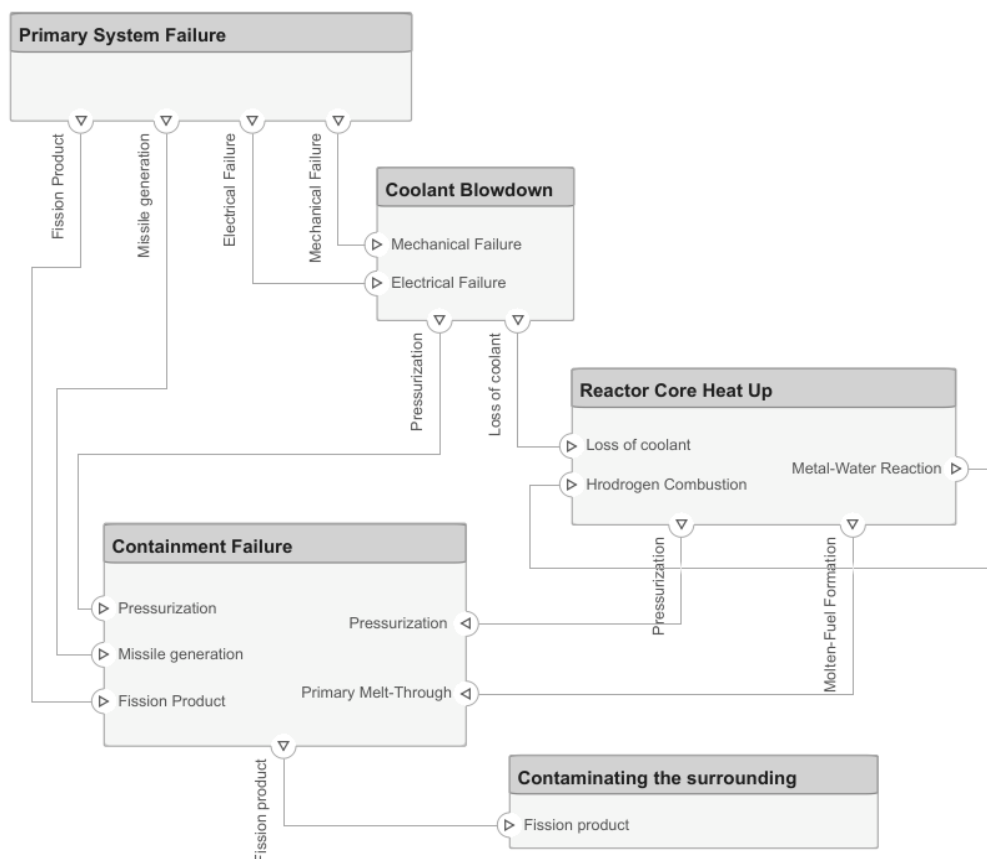 Primary System Failure
Fission Product
Missile generation
Electrical Failure
Mechanical Failure
Coolant Blowdown
Mechanical Failure
Electrical Failure
Pressurization
Loss of coolant
Reactor Core Heat Up
Loss of coolant
Metal-Water Reaction
Hrodrogen Combustion
Pressurization
Molten-Fuel Formation
Containment Failure
Pressurization
Pressurization
Missile generation
Primary Melt-Through
Fission Product
Fission product
Contaminating the surrounding
Fission product